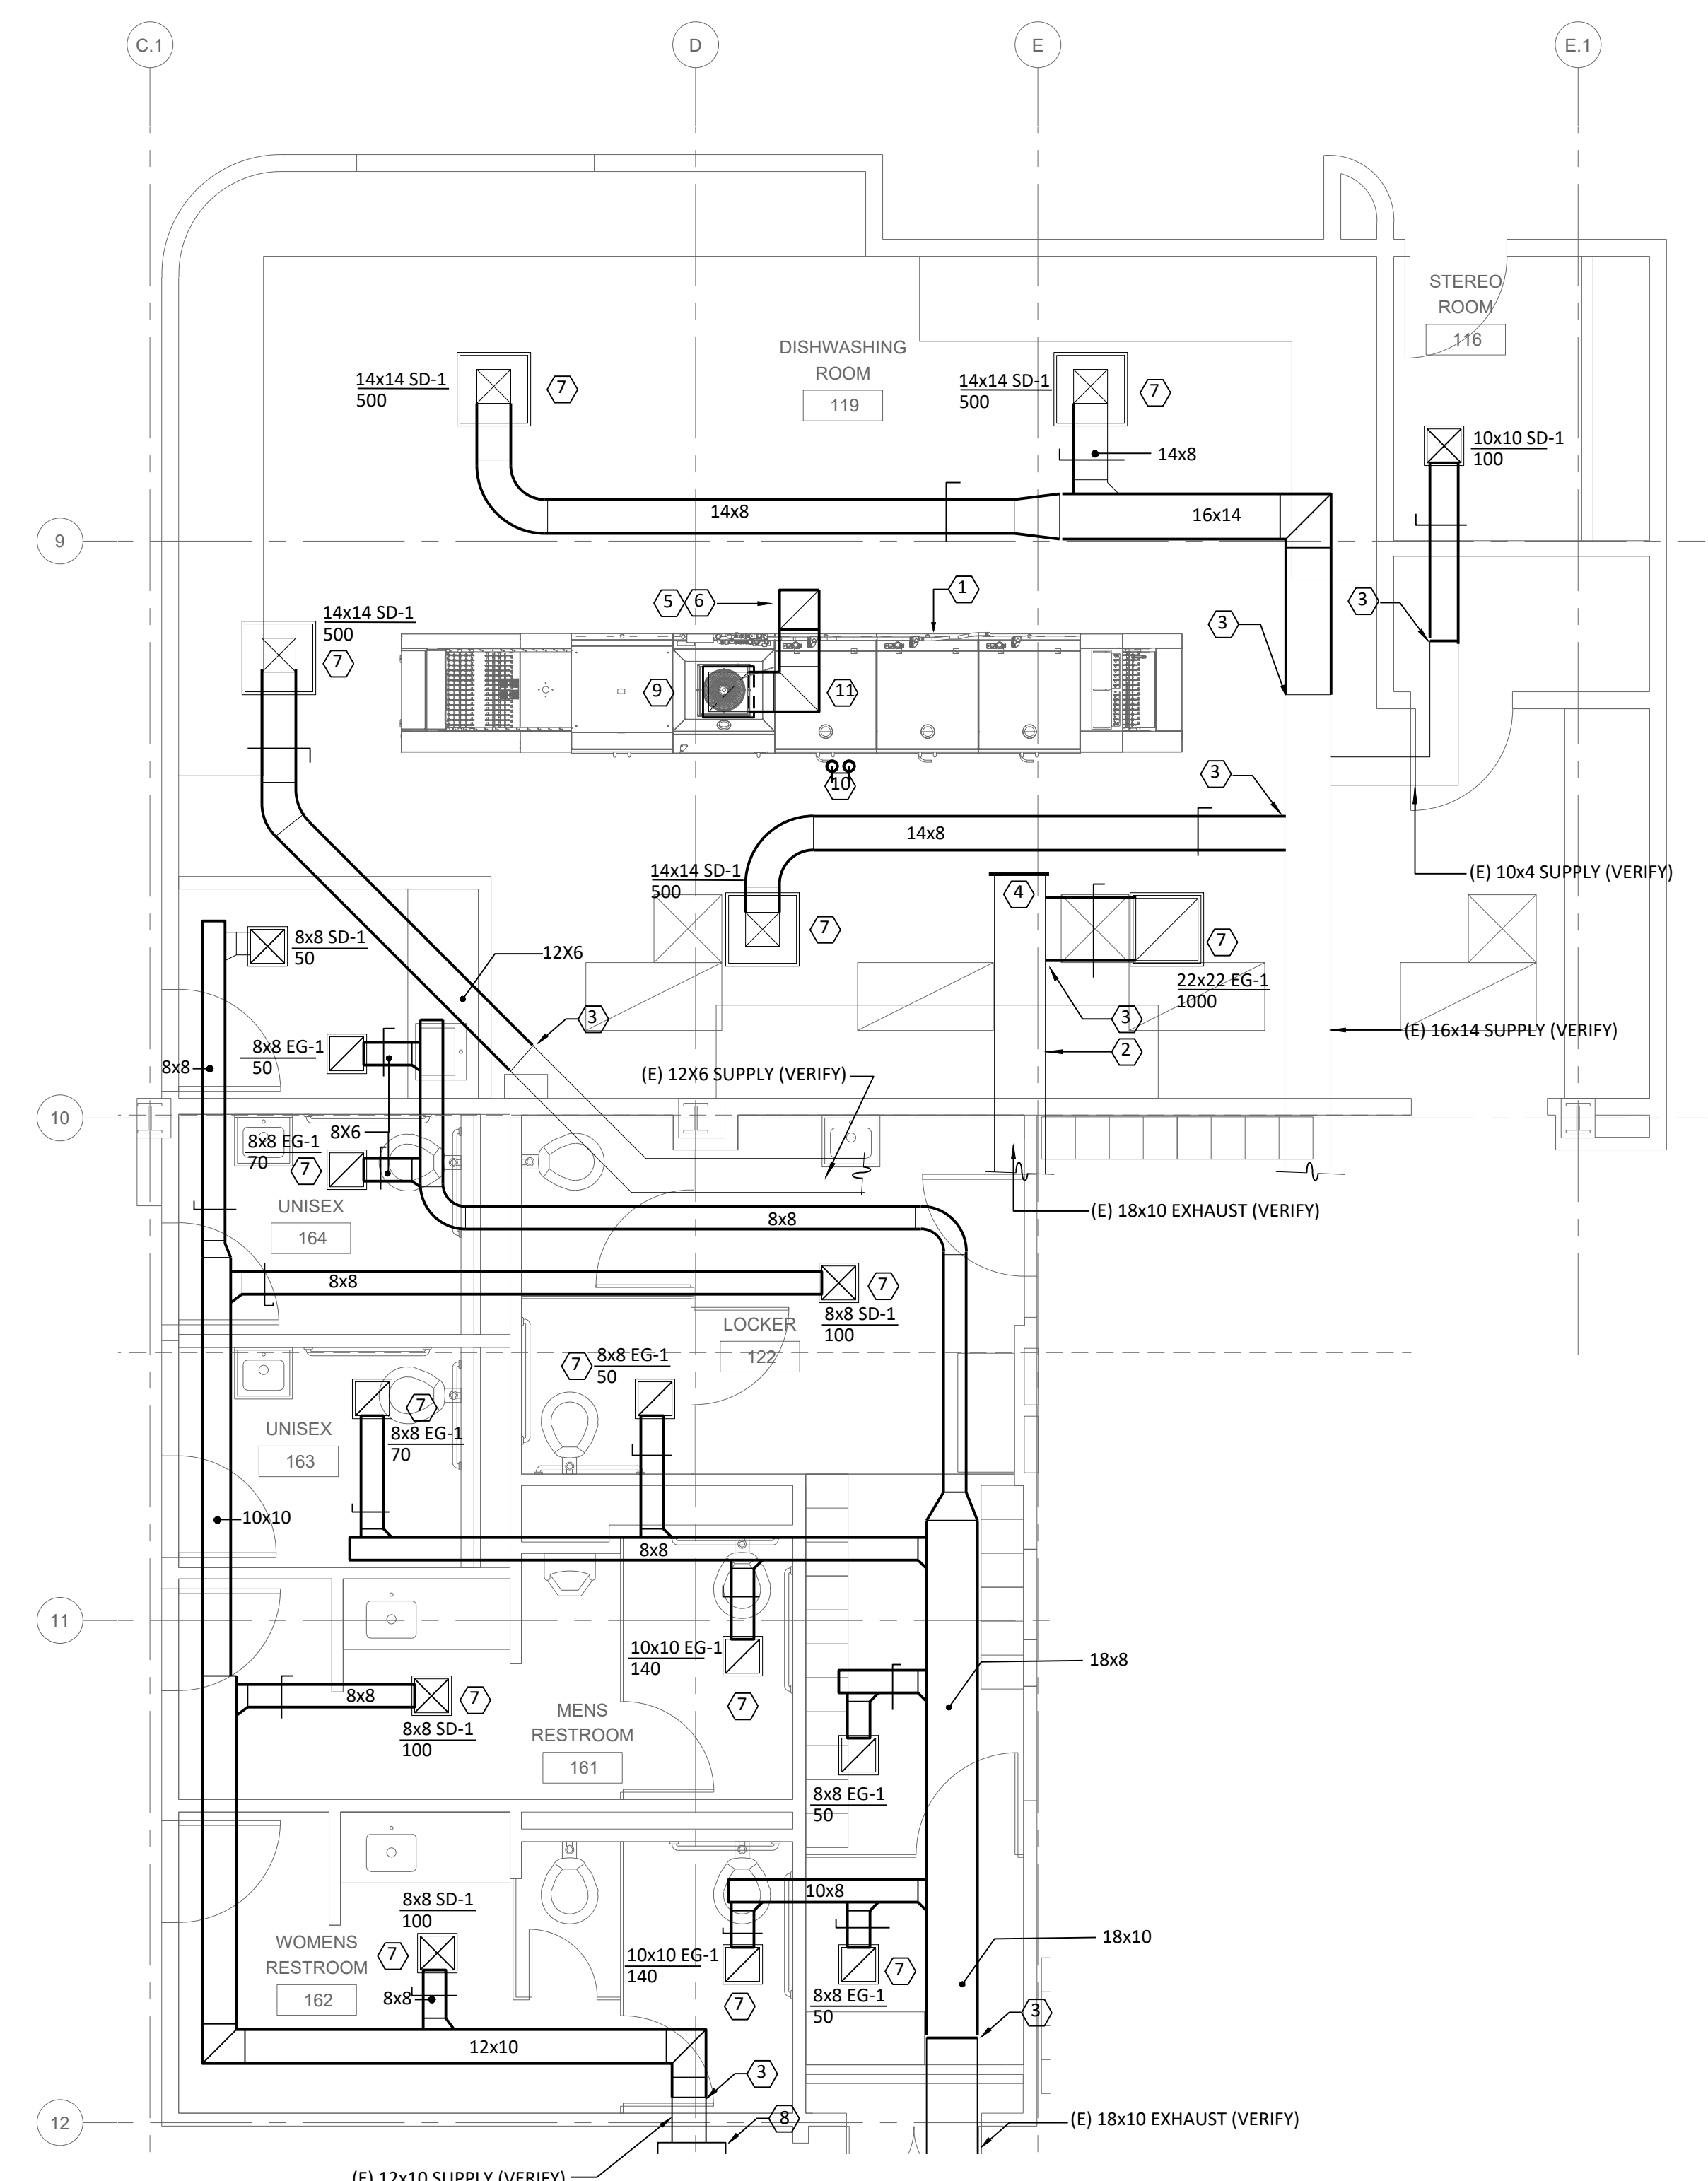 C.1
D
E
E.1
STEREO
ROOM
116
DISHWASHING
ROOM
119
14x14 SD-1
500
7
14x14 SD-1
500
7
14x8
10x10 SD-1
100
14x8
16x14
9
5
6
1
3
3
14x14 SD-1
500
7
9
11
10
3
14x8
(E) 10x4 SUPPLY (VERIFY)
14x14 SD-1
500
7
4
7
22x22 EG-1
1000
8x8 SD-1
50
12X6
3
3
2
(E) 16x14 SUPPLY (VERIFY)
8x8 EG-1
50
8x8
(E) 12X6 SUPPLY (VERIFY)
10
8X6
8x8 EG-1
70
7
UNISEX
164
8x8
(E) 18x10 EXHAUST (VERIFY)
8x8
7
8x8 SD-1
100
LOCKER
122
7
8x8 EG-1
50
7
8x8 EG-1
70
UNISEX
163
10x10
8x8
11
10x10 EG-1
140
7
18x8
8x8
7
8x8 SD-1
100
MENS
RESTROOM
161
8x8 EG-1
50
10x8
8x8 SD-1
100
7
WOMENS
RESTROOM
162
8x8
10x10 EG-1
140
7
7
8x8 EG-1
50
18x10
3
12x10
3
8
12
(E) 18x10 EXHAUST (VERIFY)
(E) 12x10 SUPPLY (VERIFY)